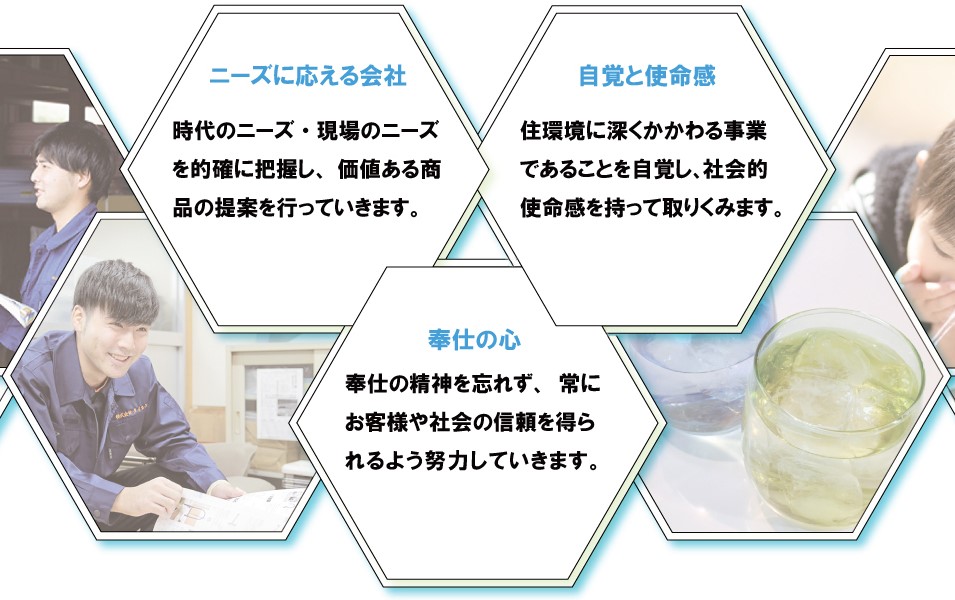 ニーズに応える会社
時代のニーズ・現場のニーズ
を的確に把握し、価値ある商
品の提案を行っていきます。
自覚と使命感
住環境に深くかかわる事業
であることを自覚し、社会的
使命感を持って取りくみます。
奉仕の心
奉仕の精神を忘れず、常に
お客様や社会の信頼を得ら
れるよう努力していきます。